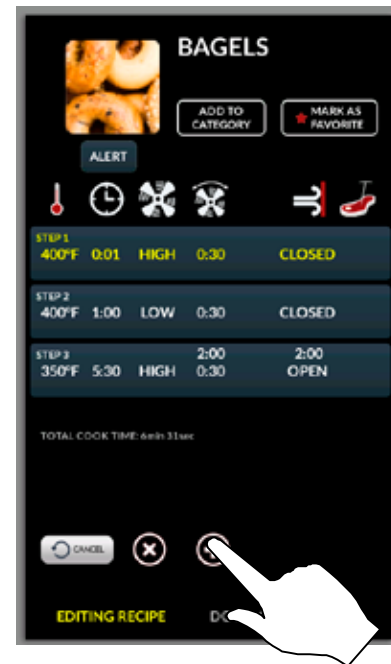 BAGELS
ADD TO
CATEGORY
MARK AS
FAVORITE
ALERT
STEP 1
400°F 0:01 HIGH 0:30 CLOSED
STEP 2
400°F 1:00 LOW 0:30 CLOSED
STEP 3
2:00 2:00
350°F 5:30 HIGH 0:30 OPEN
TOTAL COOK TIME: 6min 31sec
CANCEL
EDITING RECIPE